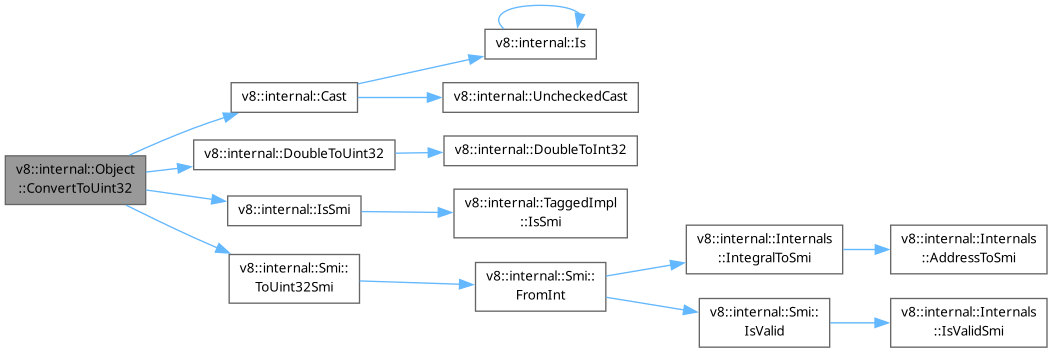 v8::internal::Is
v8::internal::Cast
v8::internal::UncheckedCast
v8::internal::DoubleToUint32
v8::internal::DoubleToInt32
v8::internal::Object
::ConvertToUint32
v8::internal::IsSmi
v8::internal::TaggedImpl
::IsSmi
v8::internal::Smi::
ToUint32Smi
v8::internal::Smi::
FromInt
v8::internal::Internals
::IntegralToSmi
v8::internal::Internals
::AddressToSmi
v8::internal::Smi::
IsValid
v8::internal::Internals
::IsValidSmi